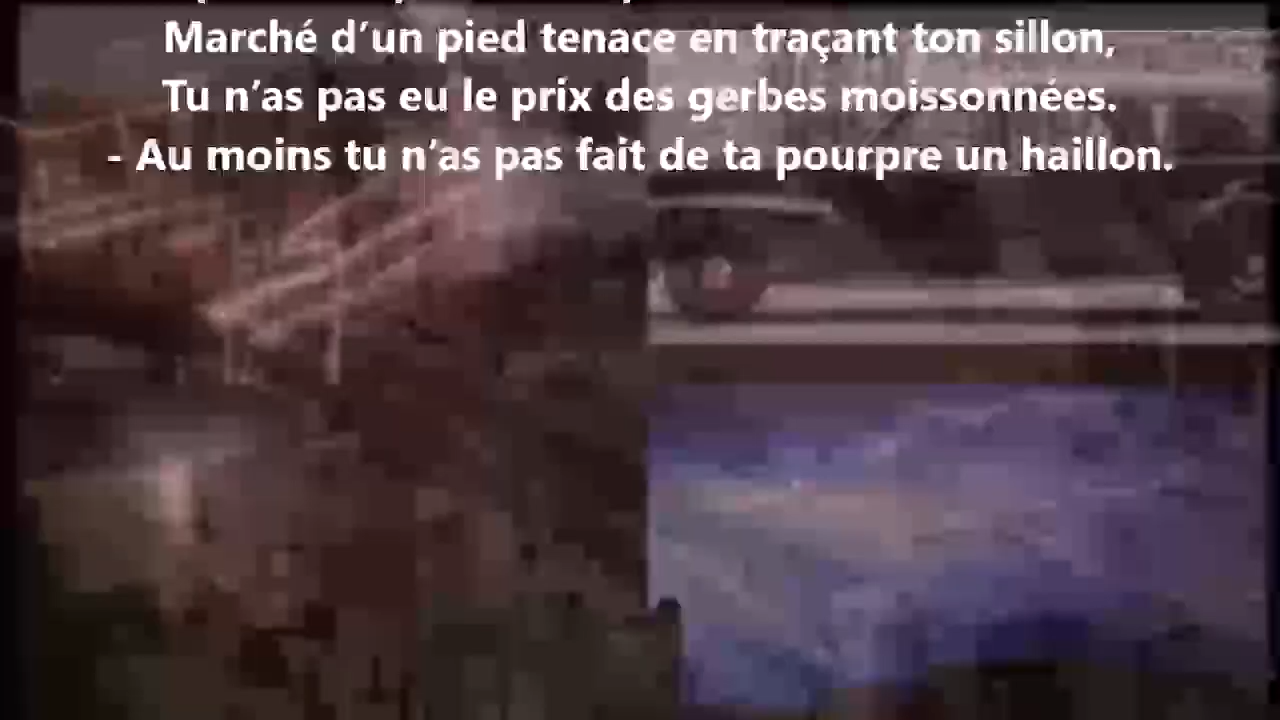 Marché d’un pied tenace en traçant ton sillon,
Tu n’as pas eu le prix des gerbes moissonnées.
- Au moins tu n’as pas fait de ta pourpre un haillon.